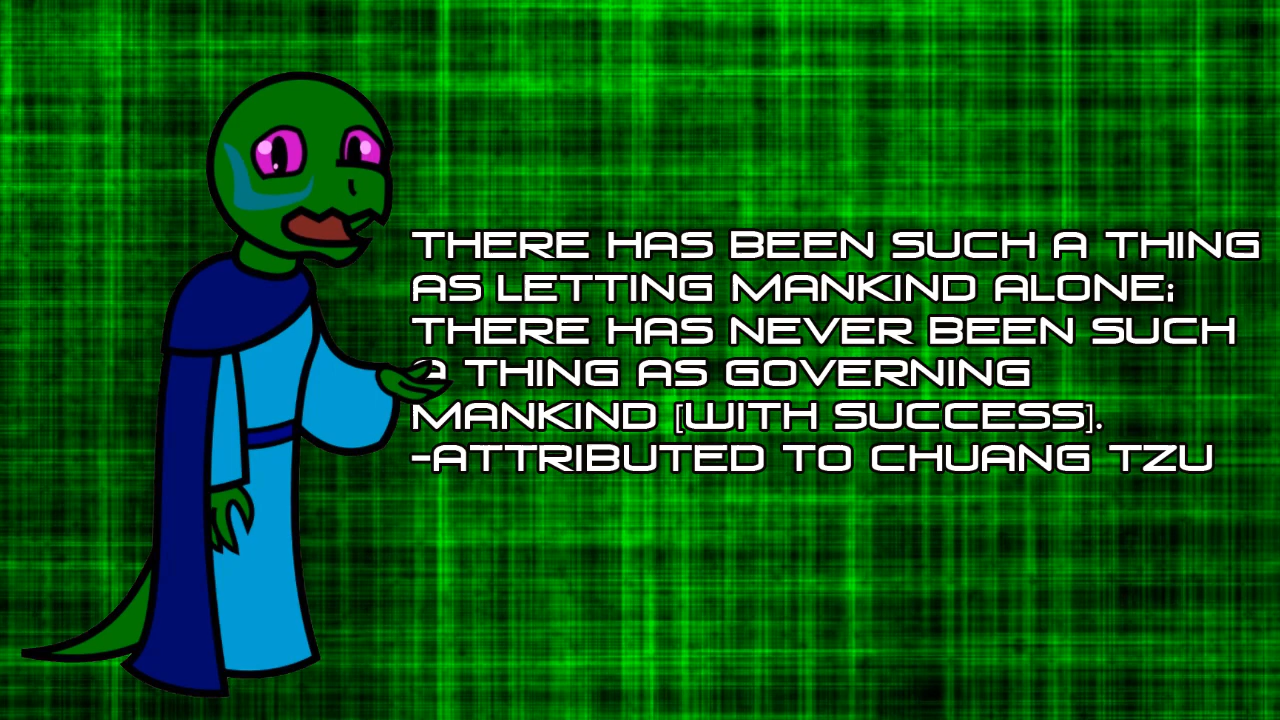 THERE HAS BEEN SUCH A THING
AS LETTING MANKIND ALONE;
THERE HAS NEVER BEEN SUCH
A THING AS GOVERNING
MANKIND [WITH SUCCESS].
-ATTRIBUTED TO CHUANG TZU